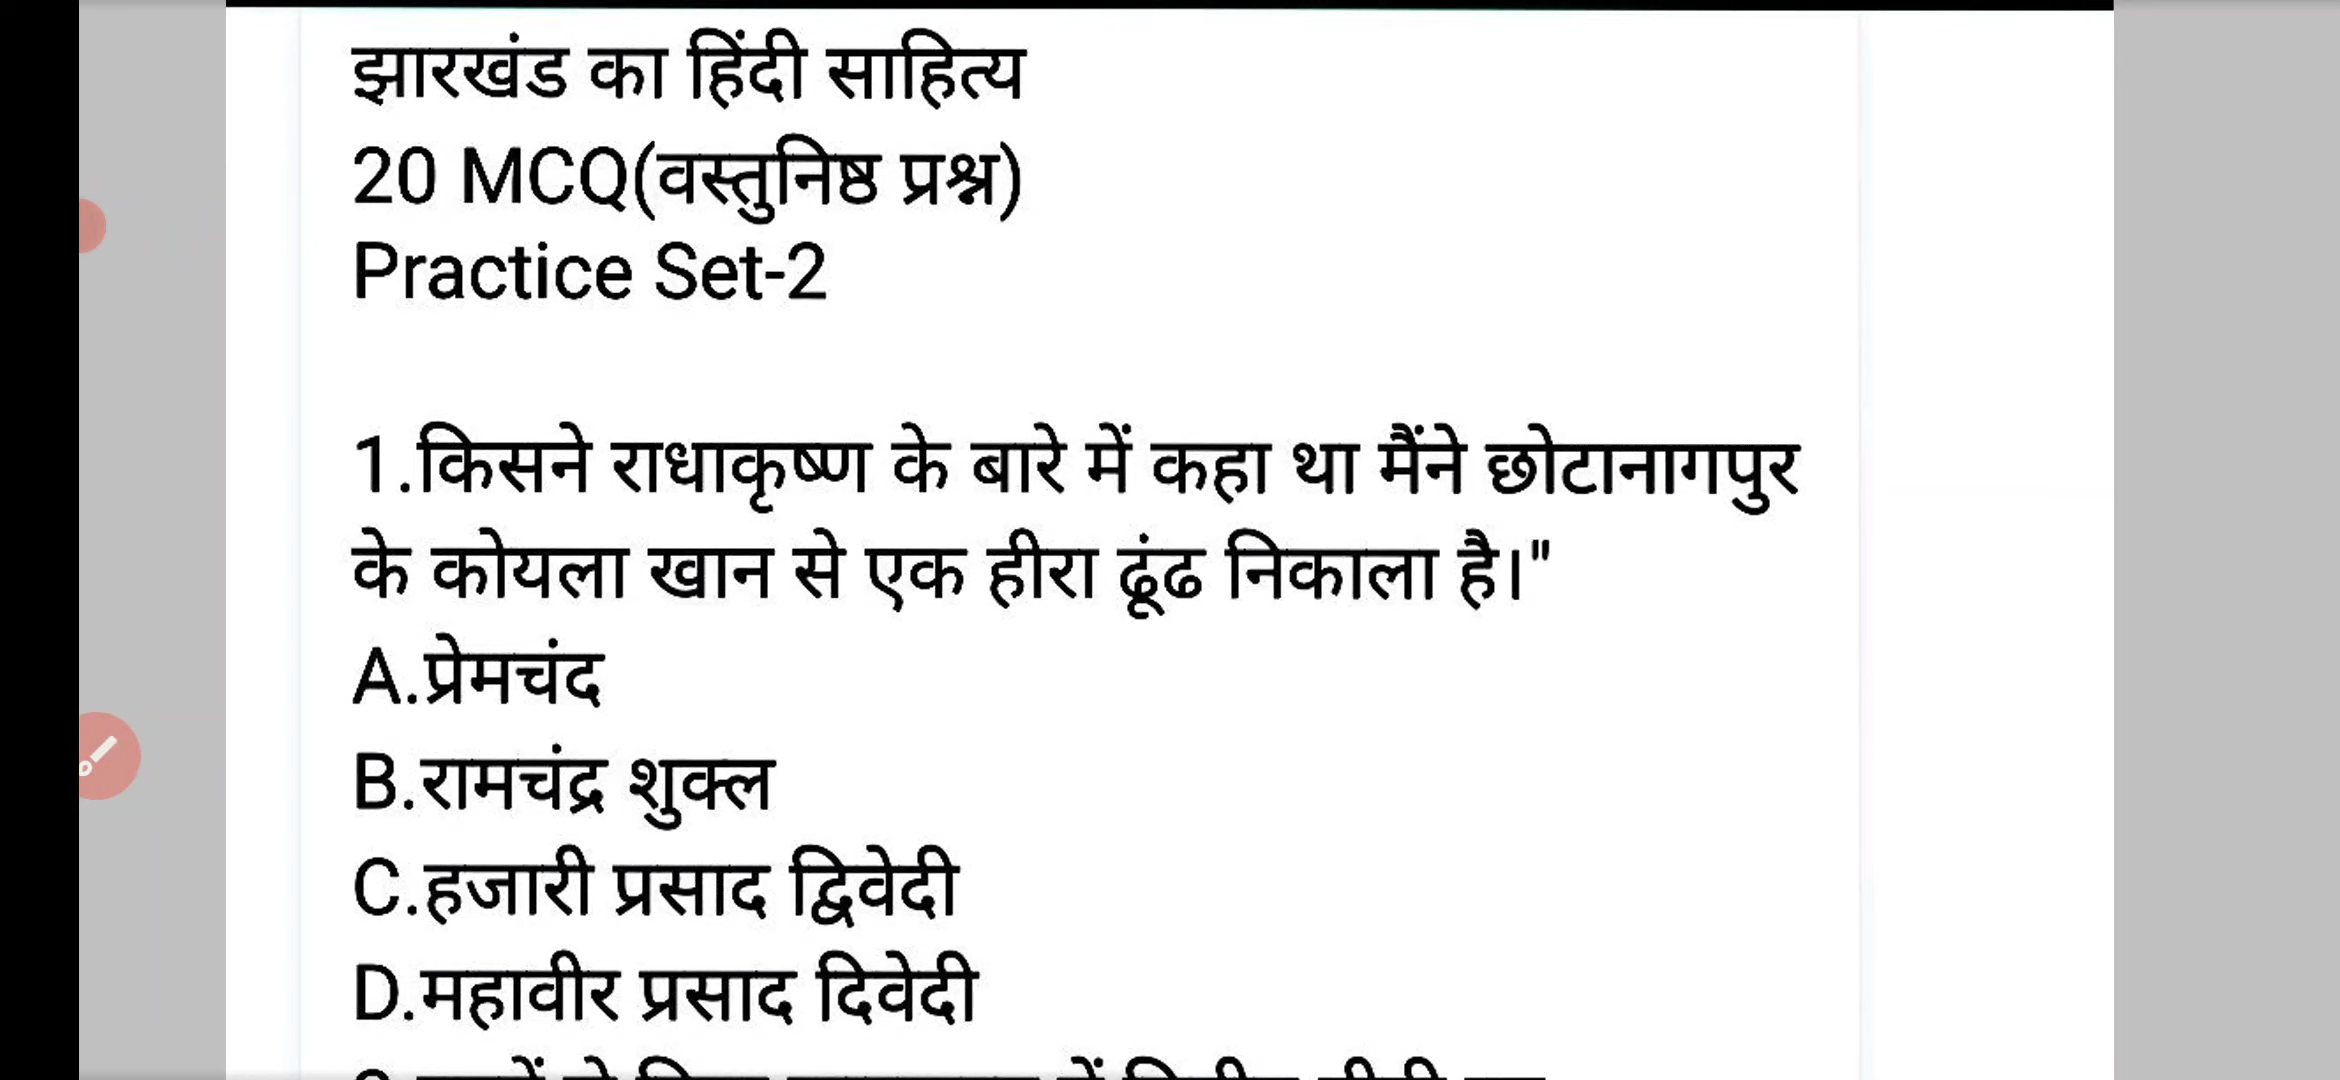 झारखंड का हिंदी साहित्य
20 MCQ(वस्तुनिष्ठ प्रश्न)
Practice Set-2
1.किसने राधाकृष्ण के बारे में कहा था मैंने छोटानागपुर
के कोयला खान से एक हीरा ढूंढ निकाला है।"
A.प्रेमचंद
B.रामचंद्र शुक्ल
C.हजारी प्रसाद द्विवेदी
D.महावीर प्रसाद दिवेदी